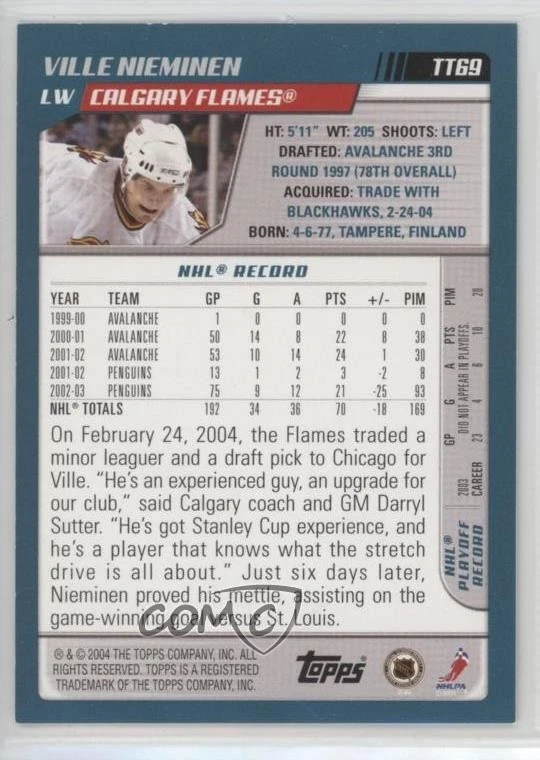 VILLE NIEMINEN
TT69
LW CALGARY FLAMES®
HT: 5'11" WT: 205 SHOOTS: LEFT
DRAFTED: AVALANCHE 3RD
ROUND 1997 (78TH OVERALL)
ACQUIRED: TRADE WITH
BLACKHAWKS, 2-24-04
BORN: 4-6-77, TAMPERE, FINLAND
NHL® RECORD
YEAR TEAM GP G A PTS +/- PIM
1999-00 AVALANCHE 1 0 0 0 0 0
2000-01 AVALANCHE 50 14 8 22 8 38
2001-02 AVALANCHE 53 10 14 24 1 30
2001-02 PENGUINS 13 1 2 3 -2 8
2002-03 PENGUINS 75 9 12 21 -25 93
NHL® TOTALS 192 34 36 70 -18 169
NHL®
PLAYOFF
RECORD
GP G A PTS PIM
2003 DID NOT APPEAR IN PLAYOFFS.
CAREER 23 4 6 10 20
On February 24, 2004, the Flames traded a
minor leaguer and a draft pick to Chicago for
Ville. "He's an experienced guy, an upgrade for
our club," said Calgary coach and GM Darryl
Sutter. "He's got Stanley Cup experience, and
he's a player that knows what the stretch
drive is all about." Just six days later,
Nieminen proved his mettle, assisting on the
game-winning goal versus St. Louis.
COMC
® & © 2004 THE TOPPS COMPANY, INC. ALL
RIGHTS RESERVED. TOPPS IS A REGISTERED
TRADEMARK OF THE TOPPS COMPANY, INC.
Topps
NHLPA